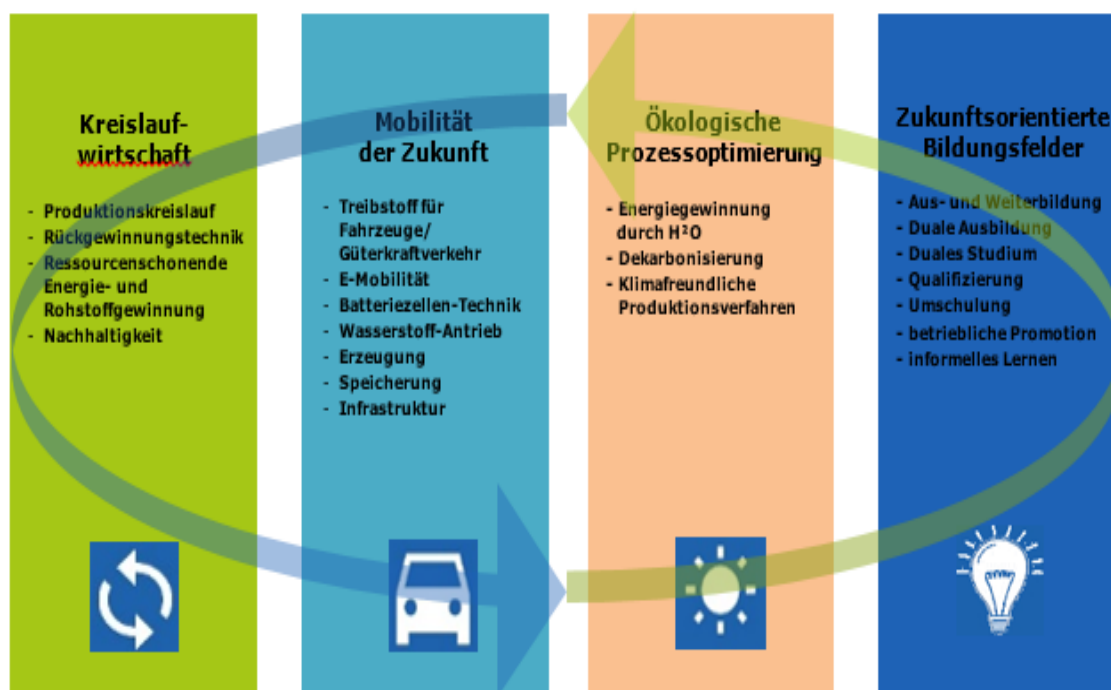 Kreislauf-
wirtschaft
- Produktionskreislauf
- Rückgewinnungstechnik
- Ressourcenschonende
Energie- und
Rohstoffgewinnung
- Nachhaltigkeit
Mobilität
der Zukunft
- Treibstoff für
Fahrzeuge/
Güterkraftverkehr
- E-Mobilität
- Batteriezellen-Technik
- Wasserstoff-Antrieb
- Erzeugung
- Speicherung
- Infrastruktur
Ökologische
Prozessoptimierung
- Energiegewinnung
durch H²O
- Dekarbonisierung
- Klimafreundliche
Produktionsverfahren
Zukunftsorientierte
Bildungsfelder
- Aus- und Weiterbildung
- Duale Ausbildung
- Duales Studium
- Qualifizierung
- Umschulung
- betriebliche Promotion
- informelles Lernen